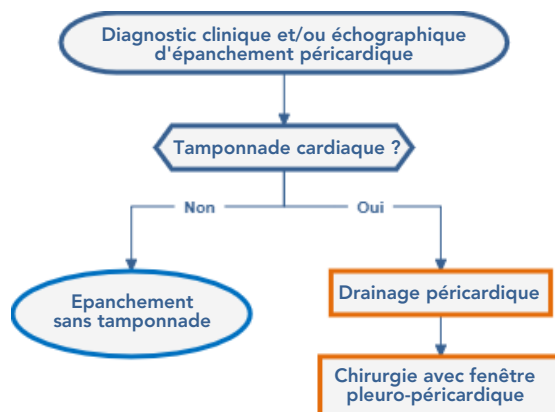 Diagnostic clinique et/ou échographique
d'épanchement péricardique
Tamponnade cardiaque ?
Non
Oui
Epanchement
sans tamponnade
Drainage péricardique
Chirurgie avec fenêtre
pleuro-péricardique